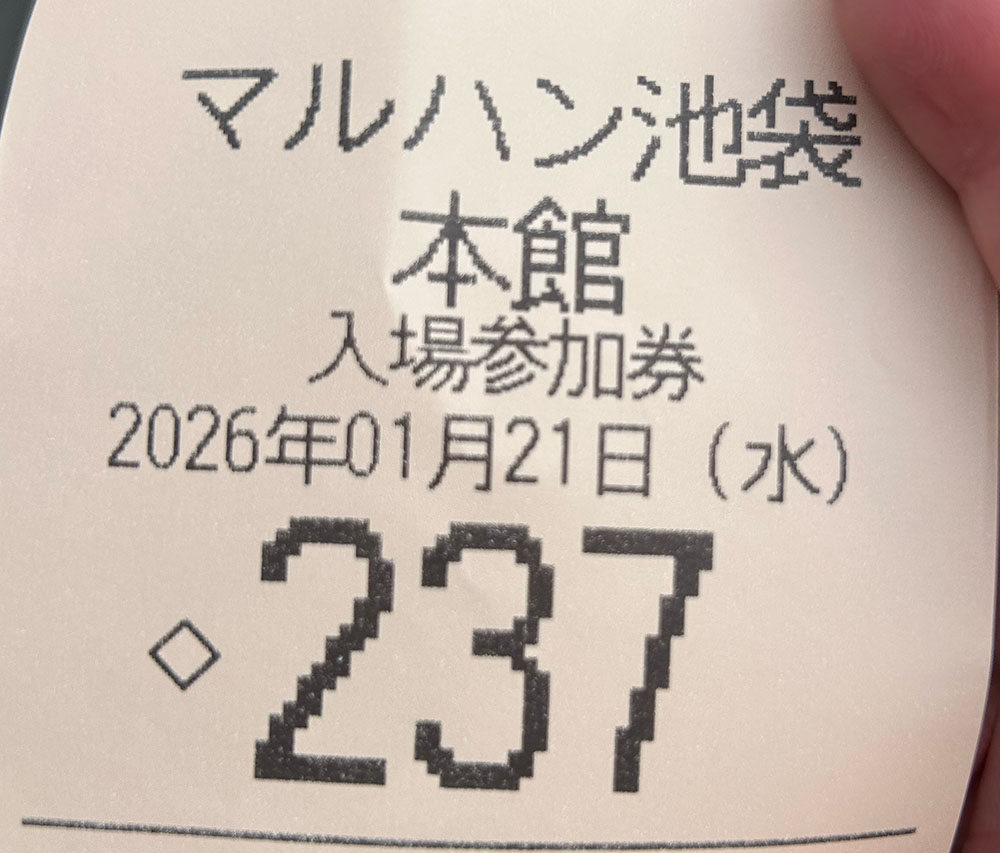 マルハン池袋
本館
入場参加券
2026年01月21日（水）
◇237